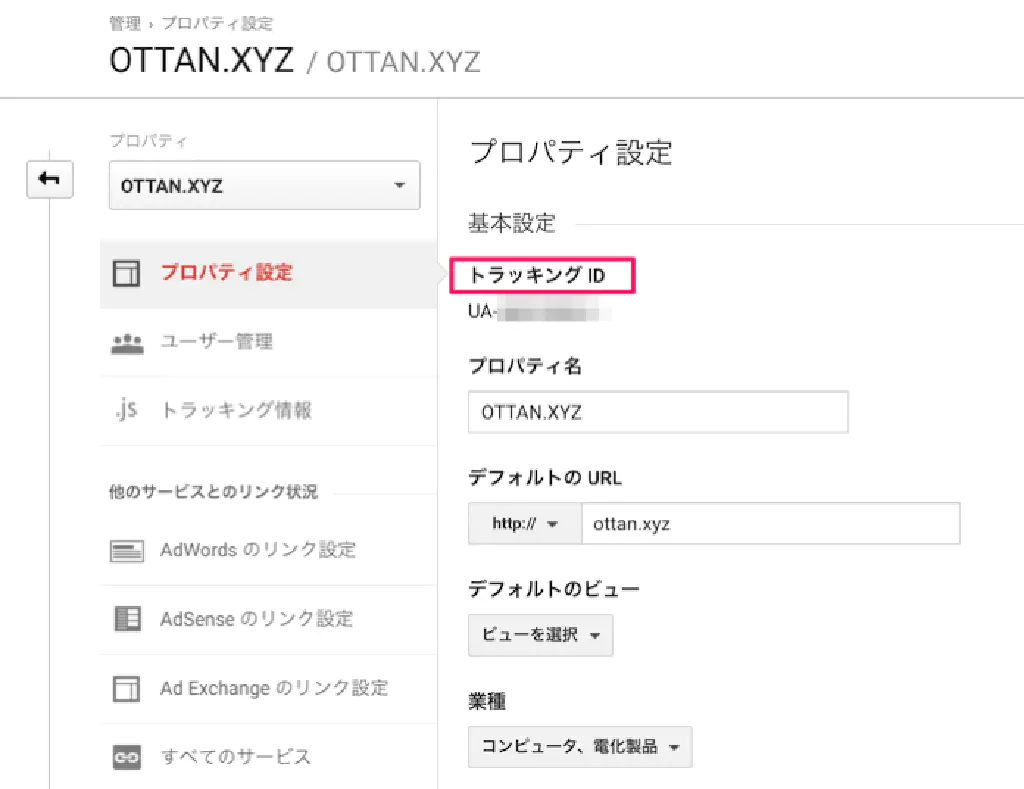 管理 › プロパティ設定
OTTAN.XYZ / OTTAN.XYZ
プロパティ
OTTAN.XYZ
プロパティ設定
ユーザー管理
.js トラッキング情報
他のサービスとのリンク状況
AdWords のリンク設定
AdSense のリンク設定
Ad Exchange のリンク設定
すべてのサービス
プロパティ設定
基本設定
トラッキング ID
UA-
プロパティ名
OTTAN.XYZ
デフォルトの URL
http:// ottan.xyz
デフォルトのビュー
ビューを選択
業種
コンピュータ、電化製品